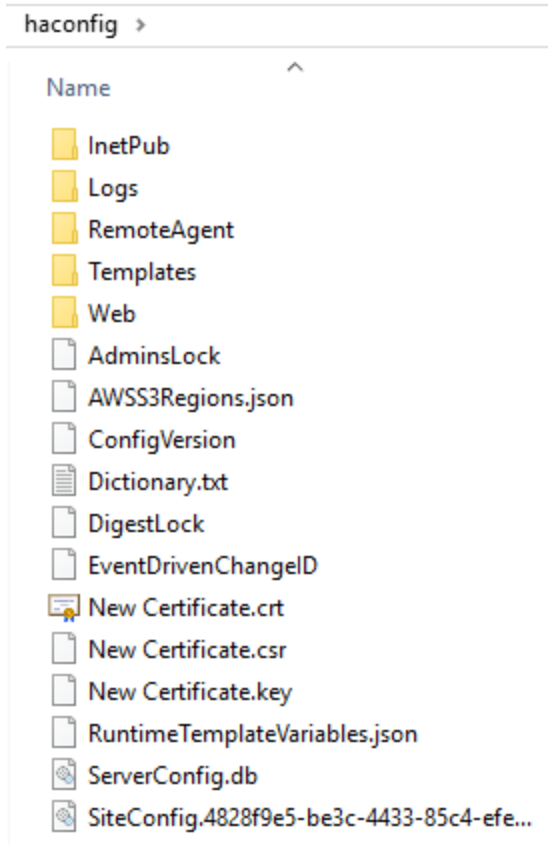 haconfig >
Name
InetPub
Logs
RemoteAgent
Templates
Web
AdminsLock
AWSS3Regions.json
ConfigVersion
Dictionary.txt
DigestLock
EventDrivenChangeID
New Certificate.crt
New Certificate.csr
New Certificate.key
RuntimeTemplateVariables.json
ServerConfig.db
SiteConfig.4828f9e5-be3c-4433-85c4-efe...